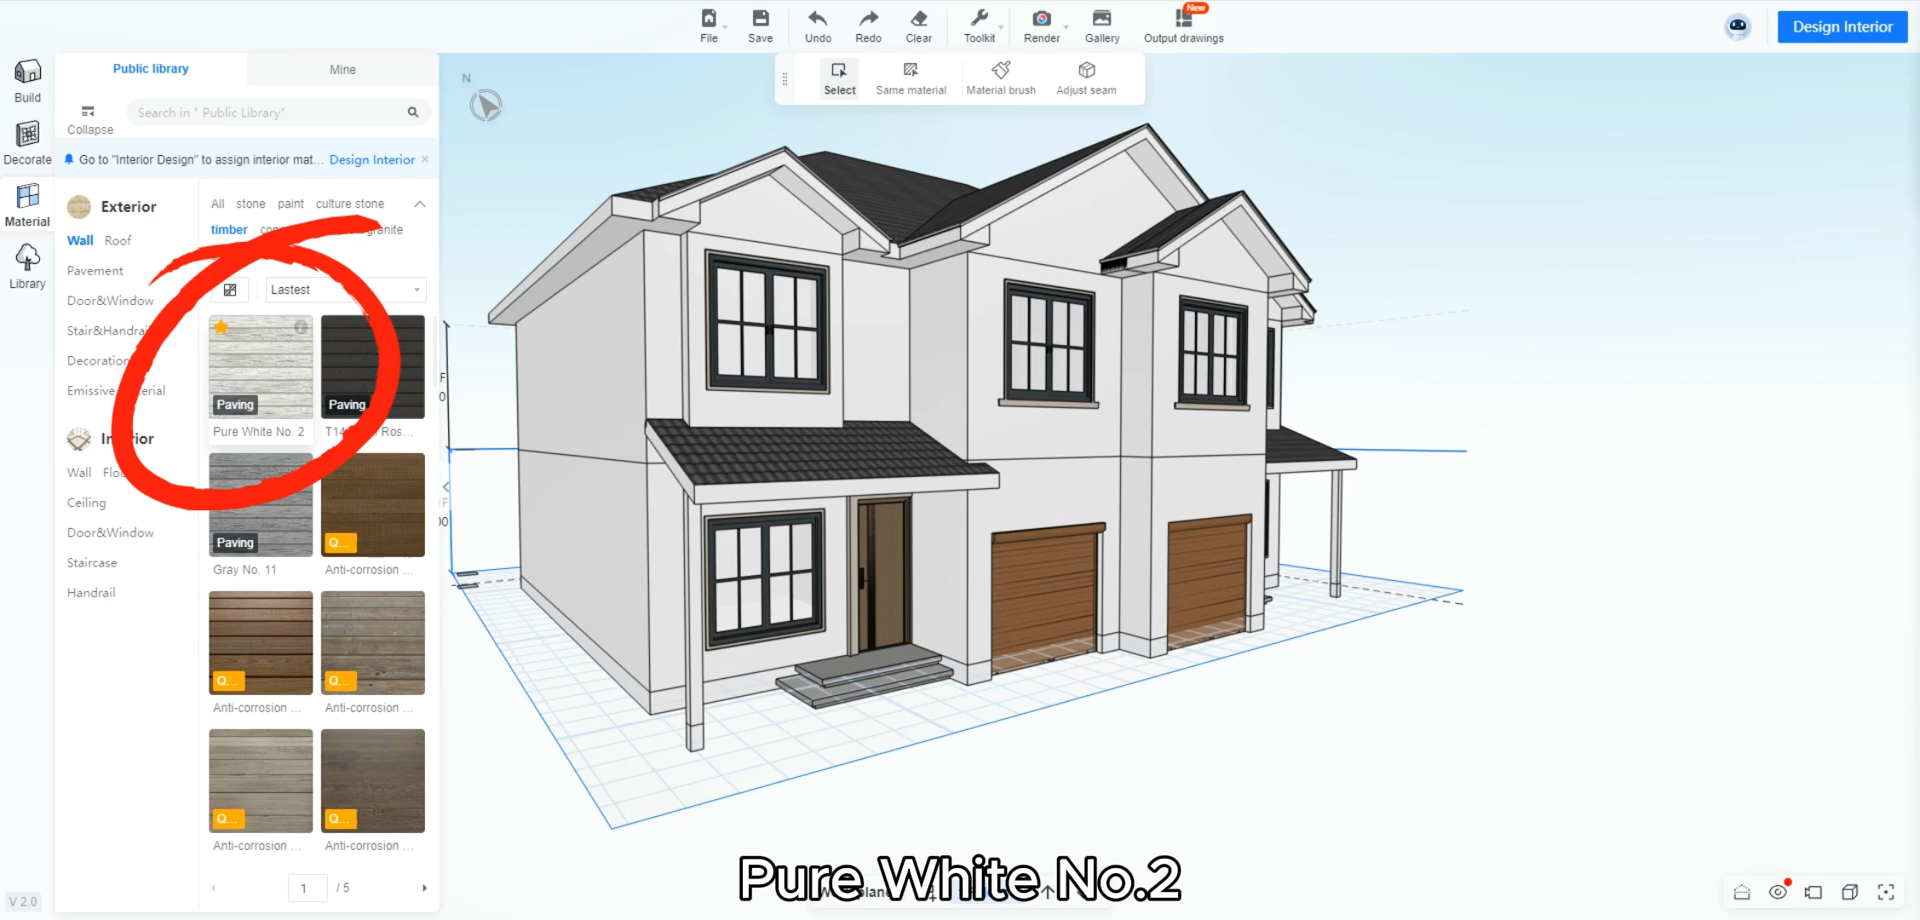 File
Save
Undo
Redo
Clear
Toolkit
Render
Gallery
Output drawings
New
Design Interior
Build
Decorate
Material
Library
Public library
Mine
Collapse
Search in " Public Library"
Go to "Interior Design" to assign interior mat... Design Interior
Select
Same material
Material brush
Adjust seam
N
Exterior
Wall Roof
Pavement
Door&Window
Stair&Handrail
Decoration
Emissive
All stone paint culture stone
timber granite
Lastest
Paving
Pure White No. 2
Paving
Interior
Wall
Ceiling
Door&Window
Staircase
Handrail
Paving
Gray No. 11
Q...
Anti-corrosion ...
Q...
Anti-corrosion ...
Q...
Anti-corrosion ...
Q...
Anti-corrosion ...
Q...
Anti-corrosion ...
1 / 5
V 2.0
Pure White No.2